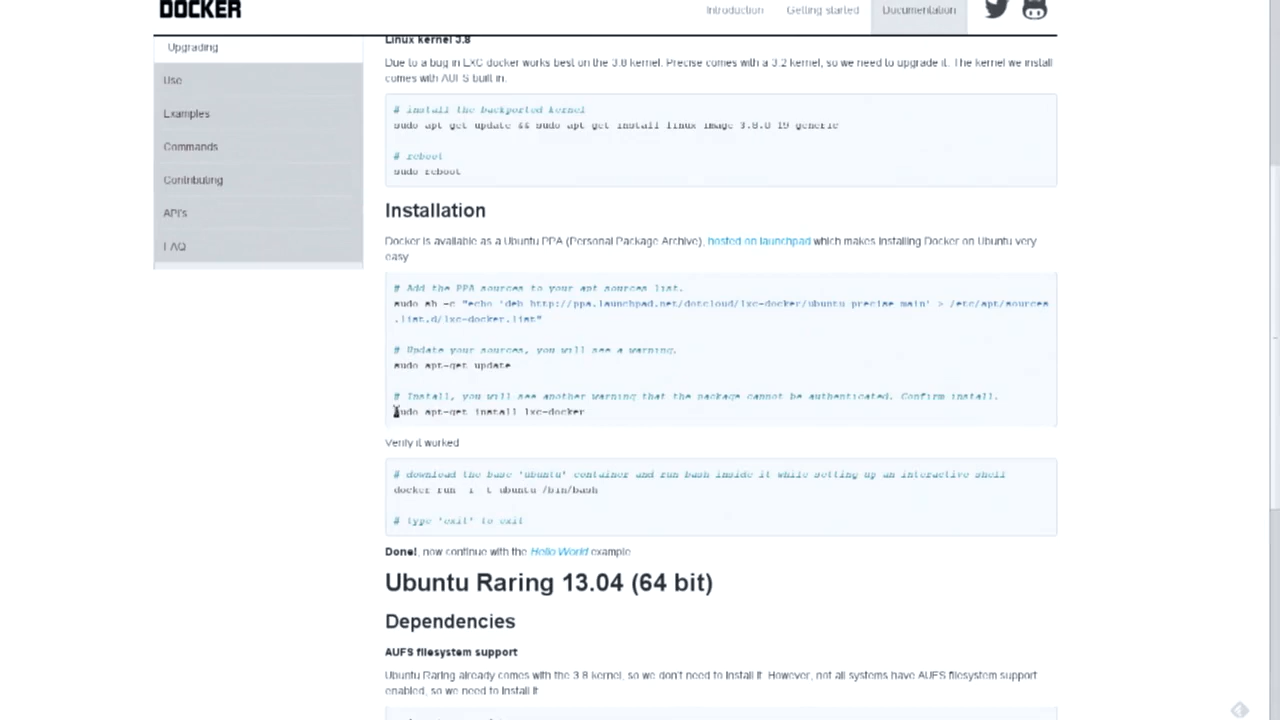 DOCKER
Introduction
Getting started
Documentation
Upgrading
Use
Examples
Commands
Contributing
API's
FAQ
Linux kernel 3.8
Due to a bug in LXC docker works best on the 3.8 kernel. Precise comes with a 3.2 kernel, so we need to upgrade it. The kernel we install
comes with AUFS built in.
# install the backported kernel
sudo apt get update && sudo apt get install linux image 3.8.0 19 generic
# reboot
sudo reboot
Installation
Docker is available as a Ubuntu PPA (Personal Package Archive), hosted on launchpad which makes installing Docker on Ubuntu very
easy
# Add the PPA sources to your apt sources list.
sudo sh -c "echo 'deb http://ppa.launchpad.net/dotcloud/lxc-docker/ubuntu precise main' > /etc/apt/sources
.list.d/lxc-docker.list"
# Update your sources, you will see a warning.
sudo apt-get update
# Install, you will see another warning that the package cannot be authenticated. Confirm install.
sudo apt-get install lxc-docker
Verify it worked
# download the base 'ubuntu' container and run bash inside it while setting up an interactive shell
docker run i t ubuntu /bin/bash
# type 'exit' to exit
Done!, now continue with the Hello World example
Ubuntu Raring 13.04 (64 bit)
Dependencies
AUFS filesystem support
Ubuntu Raring already comes with the 3 8 kernel, so we don't need to install it. However, not all systems have AUFS filesystem support
enabled, so we need to install it